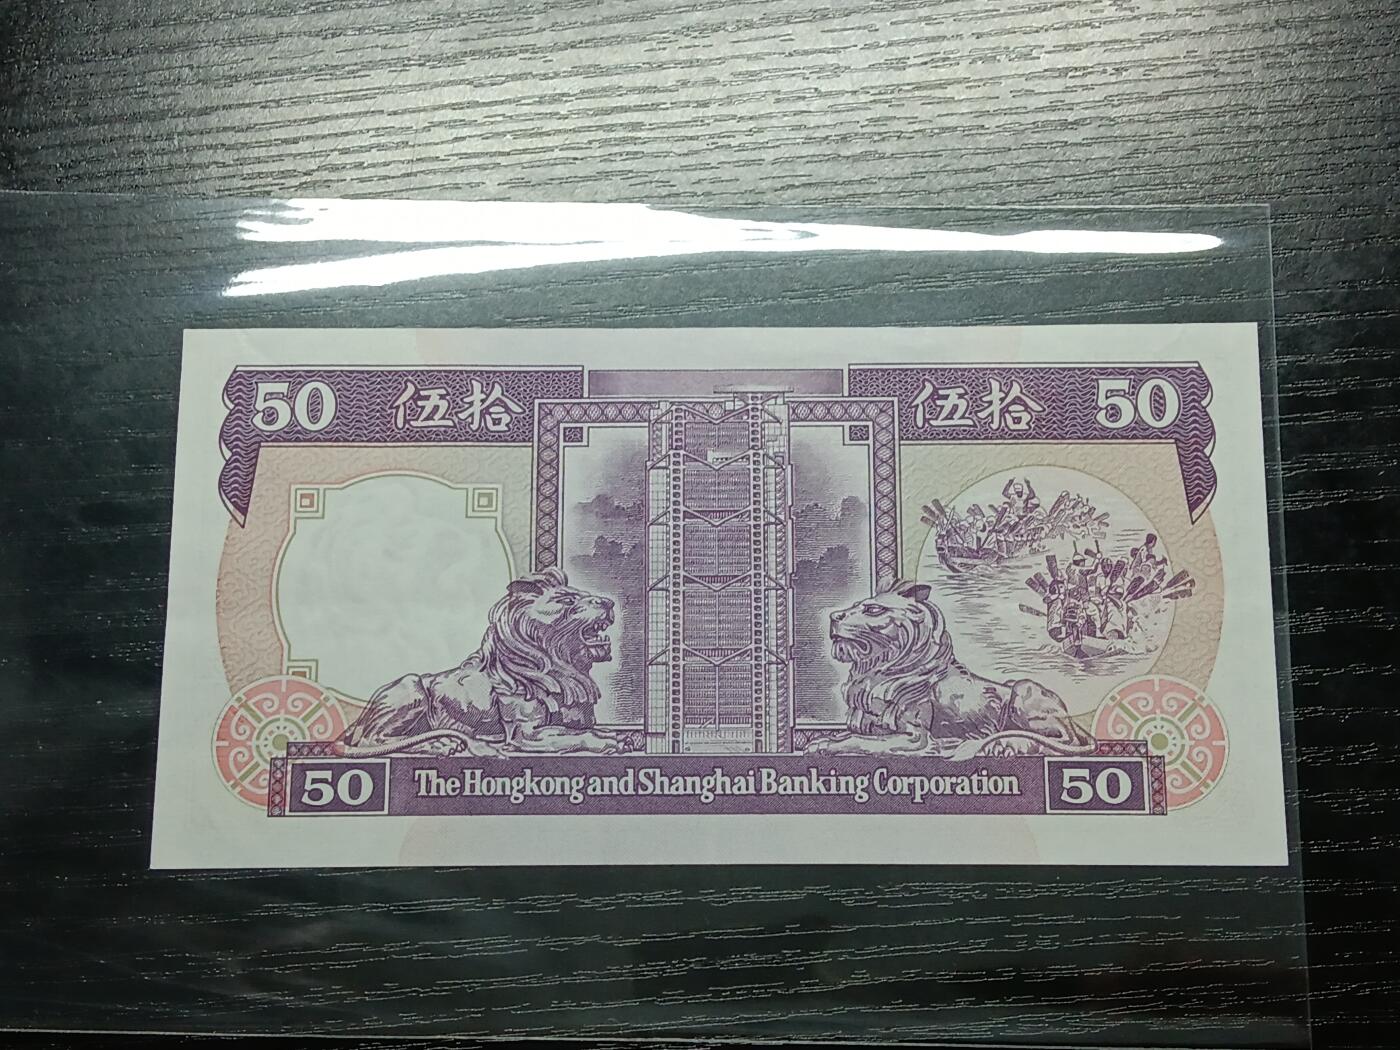 50 伍拾 伍拾 50
50 The Hongkong and Shanghai Banking Corporation 50